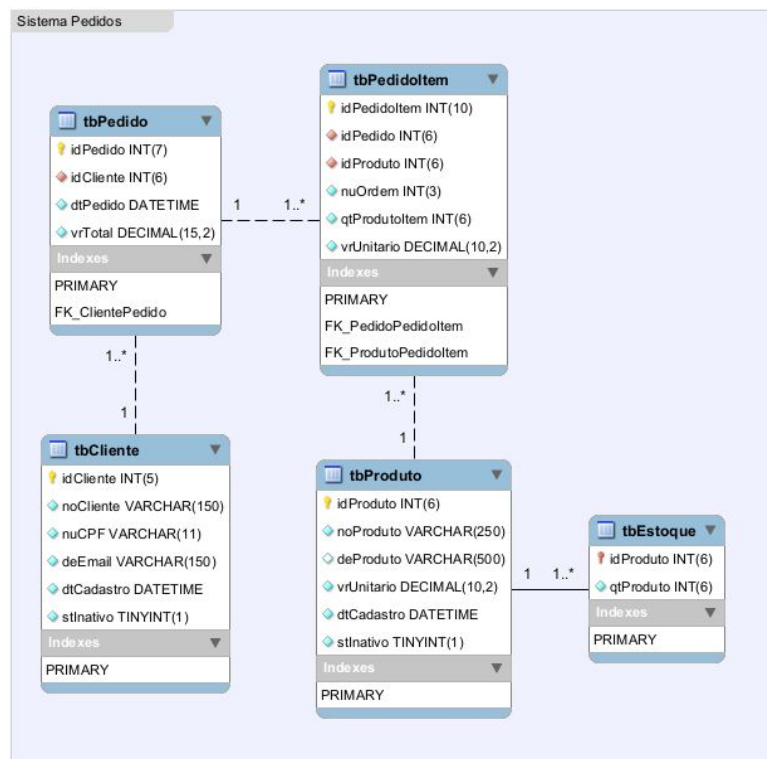 Sistema Pedidos
tbPedido
idPedido INT(7)
idCliente INT(6)
dtPedido DATETIME
vrTotal DECIMAL(15,2)
Indexes
PRIMARY
FK_ClientePedido
1
1..*
tbPedidoItem
idPedidoItem INT(10)
idPedido INT(6)
idProduto INT(6)
nuOrdem INT(3)
qtProdutoItem INT(6)
vrUnitario DECIMAL(10,2)
Indexes
PRIMARY
FK_PedidoPedidoItem
FK_ProdutoPedidoItem
1..*
1
tbCliente
idCliente INT(5)
noCliente VARCHAR(150)
nuCPF VARCHAR(11)
deEmail VARCHAR(150)
dtCadastro DATETIME
stInativo TINYINT(1)
Indexes
PRIMARY
1..*
1
tbProduto
idProduto INT(6)
noProduto VARCHAR(250)
deProduto VARCHAR(500)
vrUnitario DECIMAL(10,2)
dtCadastro DATETIME
stInativo TINYINT(1)
Indexes
PRIMARY
1
1..*
tbEstoque
idProduto INT(6)
qtProduto INT(6)
Indexes
PRIMARY